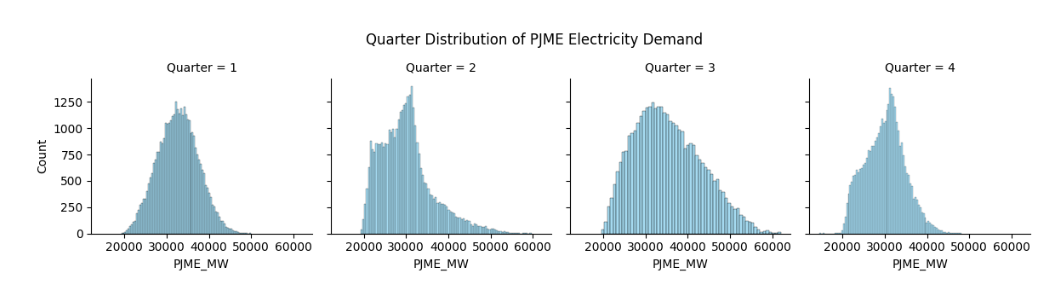 Quarter Distribution of PJME Electricity Demand
Quarter = 1
Quarter = 2
Quarter = 3
Quarter = 4
Count
1250
1000
750
500
250
0
20000 30000 40000 50000 60000
20000 30000 40000 50000 60000
20000 30000 40000 50000 60000
20000 30000 40000 50000 60000
PJME_MW
PJME_MW
PJME_MW
PJME_MW